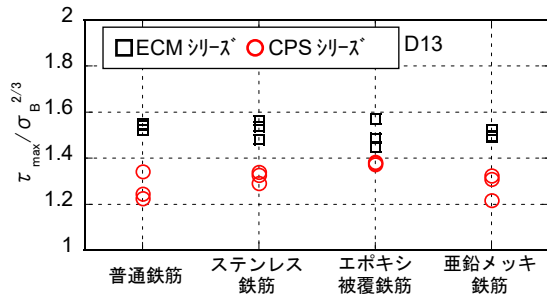 2
□ECM シリーズ ○CPS シリーズ D13
1.8
1.6
1.4
1.2
1
τ max/σ B 2/3
普通鉄筋
ステンレス
鉄筋
エポキシ
被覆鉄筋
亜鉛メッキ
鉄筋